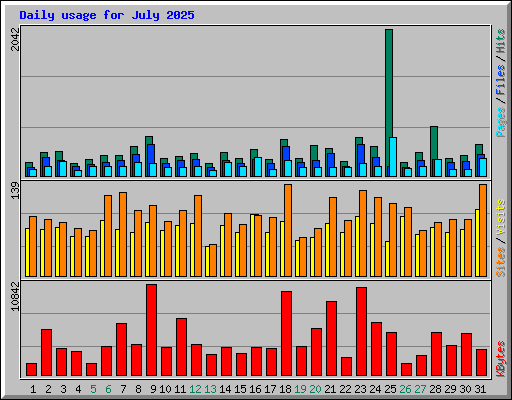 Daily usage for July 2025
2042
Pages / Files / Hits
139
Sites / Visits
10842
KBytes
1 2 3 4 5 6 7 8 9 10 11 12 13 14 15 16 17 18 19 20 21 22 23 24 25 26 27 28 29 30 31